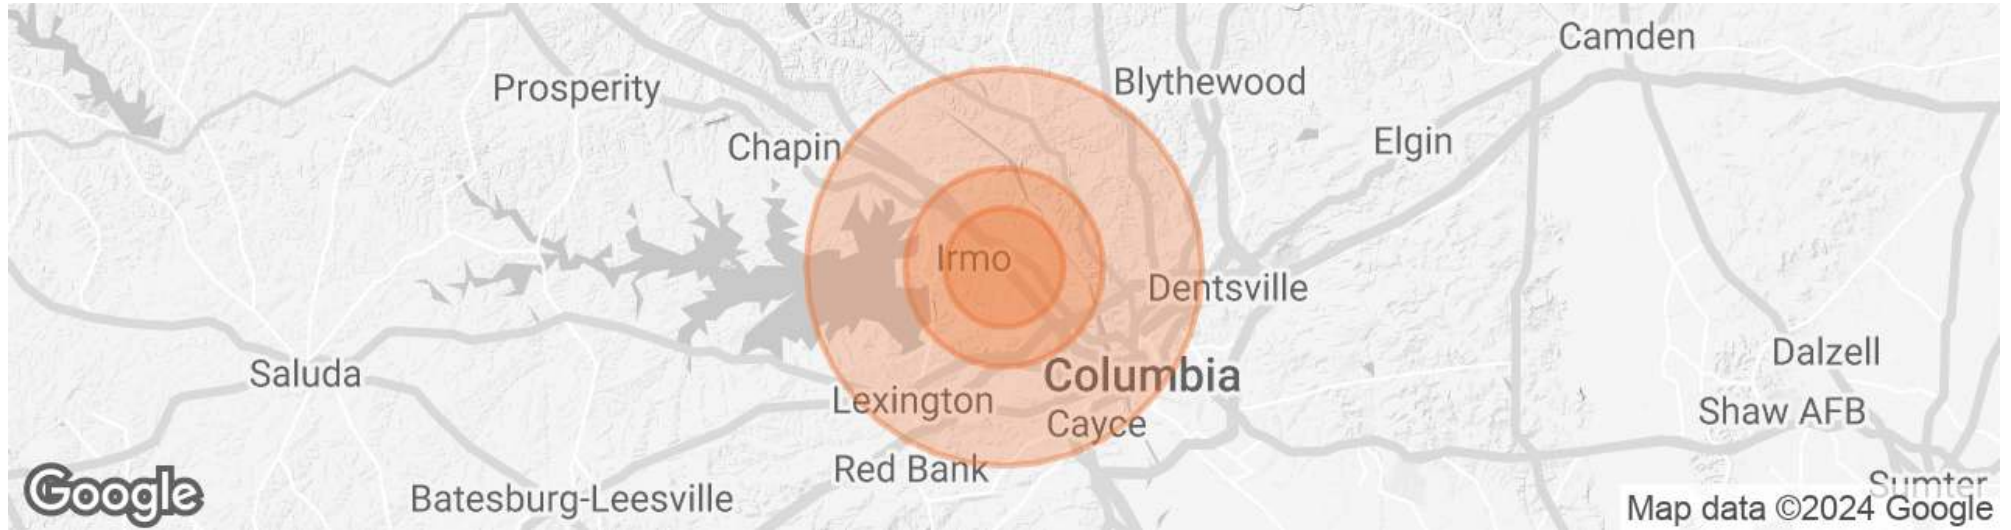 Camden
Prosperity
Blythewood
Chapin
Elgin
Irmo
Dentsville
Saluda
Columbia
Dalzell
Lexington
Cayce
Shaw AFB
Red Bank
Batesburg-Leesville
Sumter
Google
Map data ©2024 Google